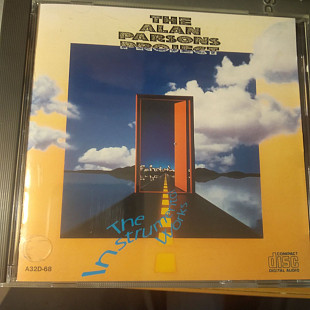 THE
ALAN
PARSONS
PROJECT
The
Instrumental
Works
A32D-68
COMPACT
disc
DIGITAL AUDIO